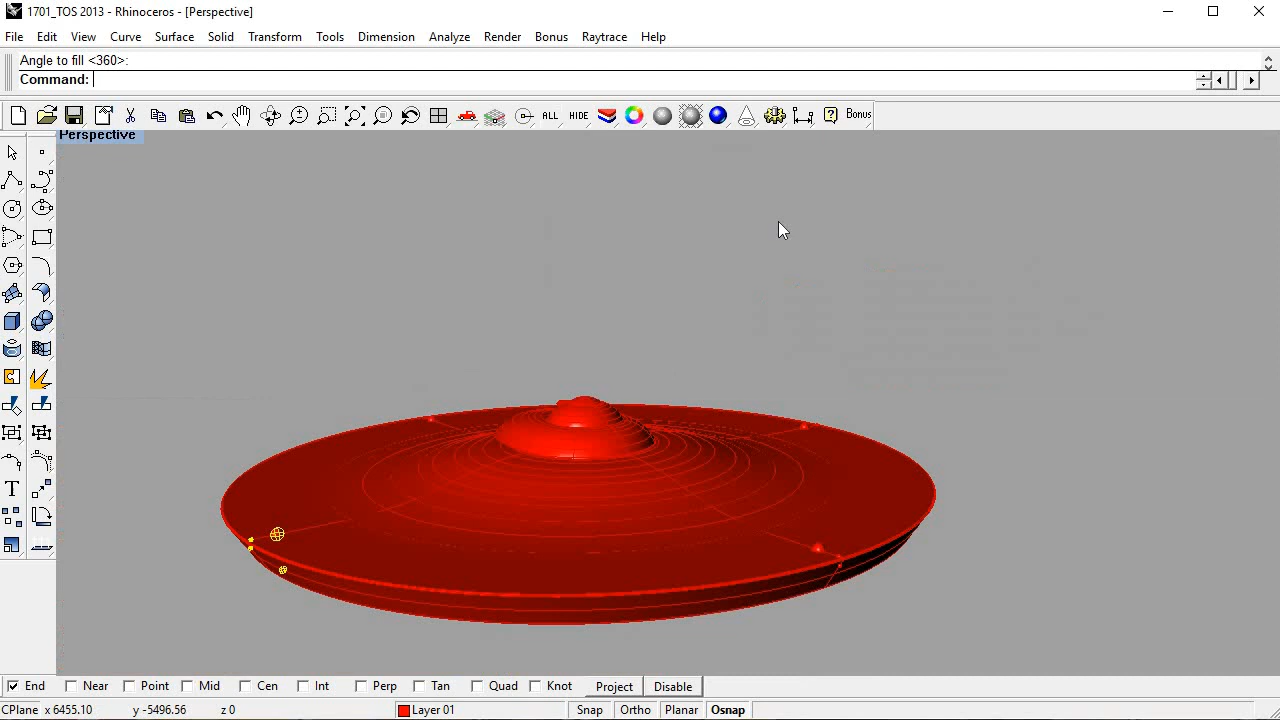 1701_TOS 2013 - Rhinoceros - [Perspective]
File Edit View Curve Surface Solid Transform Tools Dimension Analyze Render Bonus Raytrace Help
Angle to fill <360>:
Command:
ALL HIDE Bonus
Perspective
T
End Near Point Mid Cen Int Perp Tan Quad Knot Project Disable
CPlane x 6455.10 y -5496.56 z 0 Layer 01 Snap Ortho Planar Osnap